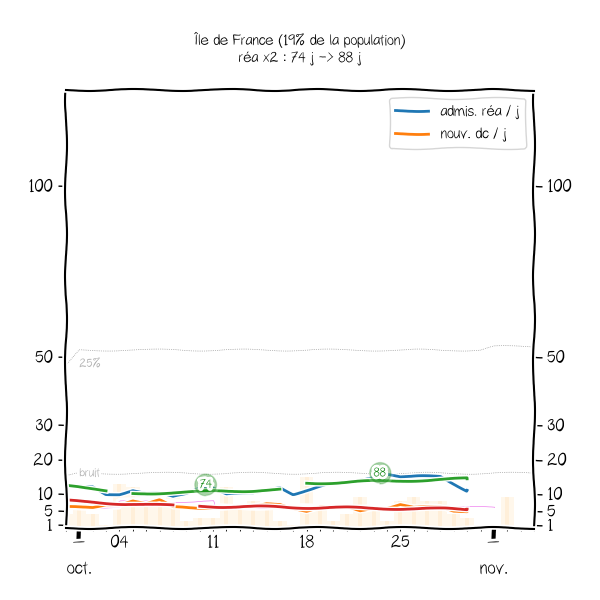 Île de France (19% de la population)
réa x2 : 74 j -> 88 j
admis. réa / j
nouv. dc / j
100 100
50 50
25%
30 30
20 20
bruit
88
74
10 10
5 5
1 1
1 04 11 18 25 1
oct. nov.